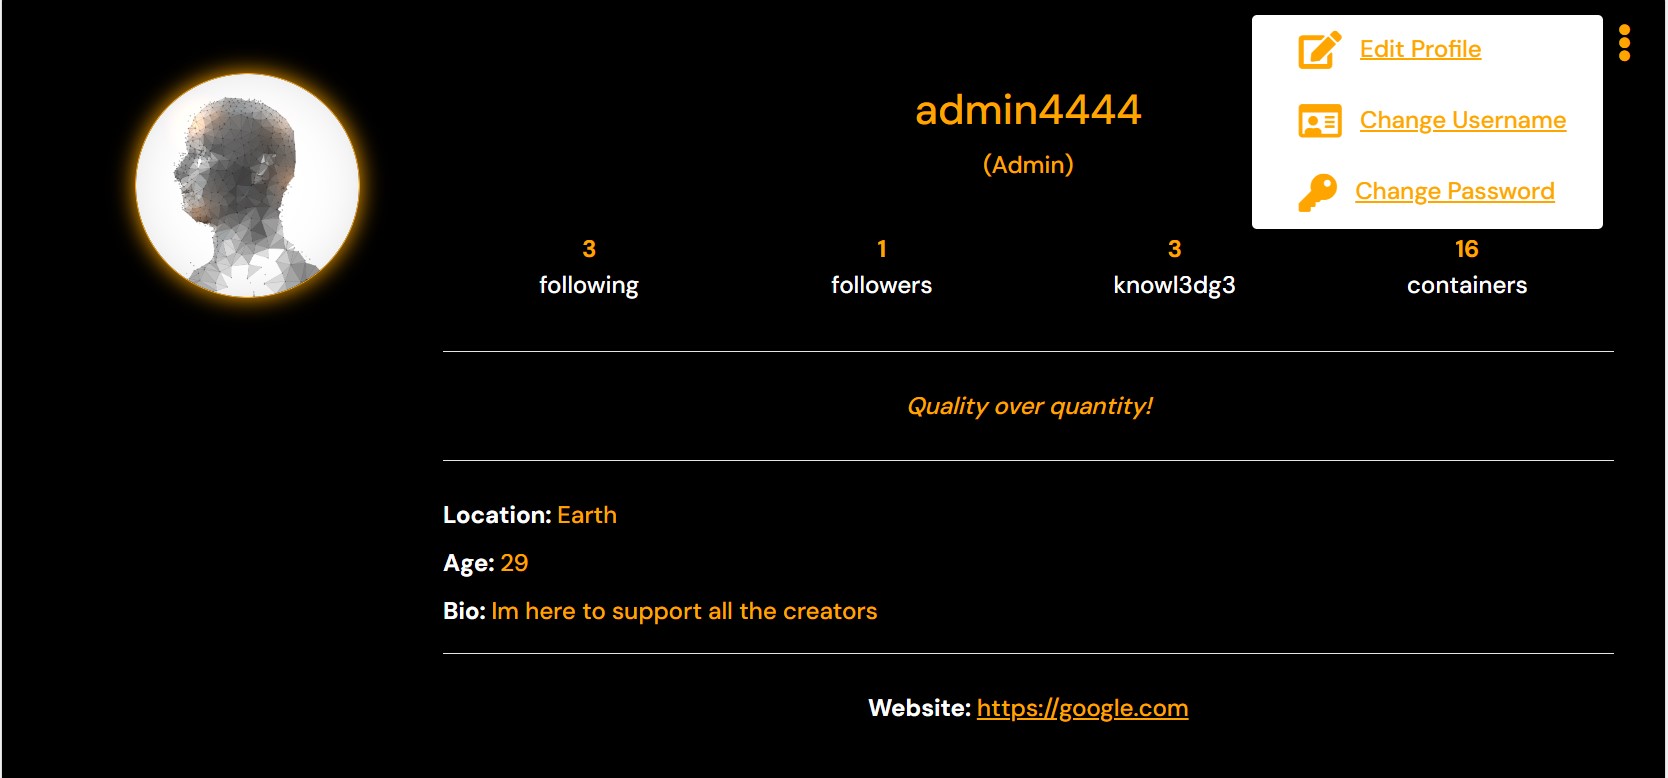 Edit Profile
Change Username
Change Password
admin4444
(Admin)
3
following
1
followers
3
knowl3dg3
16
containers
Quality over quantity!
Location: Earth
Age: 29
Bio: Im here to support all the creators
Website: https://google.com